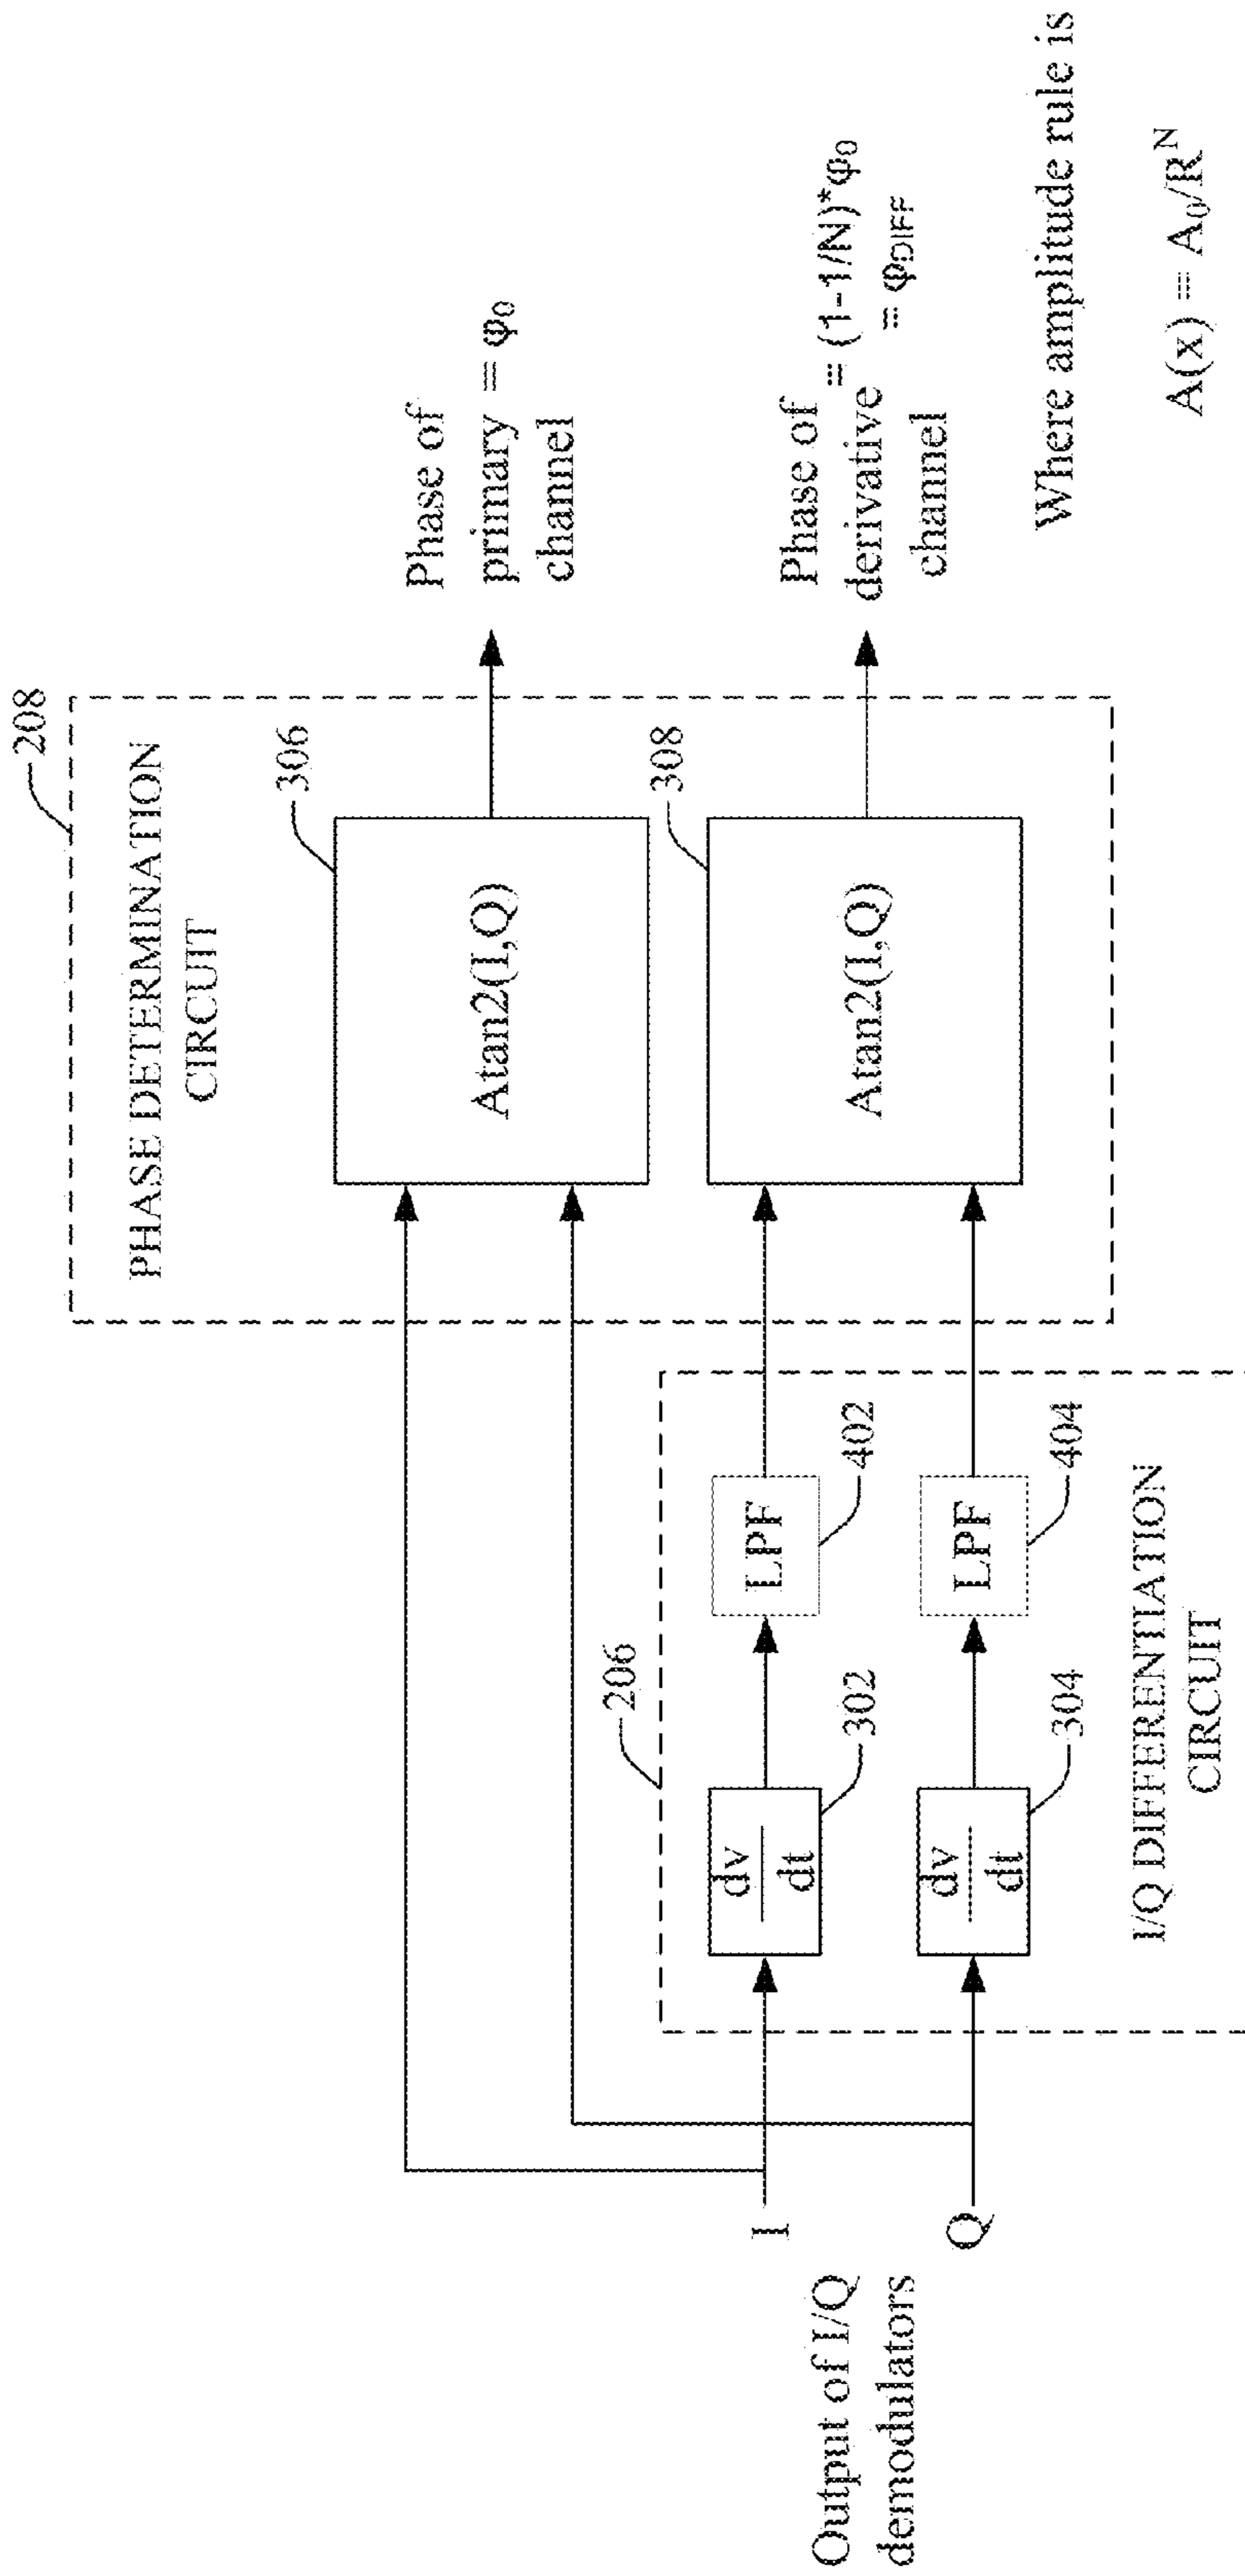 208
PHASE DETERMINATION
CIRCUIT
306
Atan2(I,Q)
Phase of
primary = φ₀
channel
308
Atan2(I,Q)
Phase of
derivative = (1-1/N)*φ₀
channel = φDIFF
206
dv
dt
302
LPF
402
dv
dt
304
LPF
404
I/Q DIFFERENTIATION
CIRCUIT
I
Q
Output of I/Q
demodulators
Where amplitude rule is
A(x) = A₀/Rᴺ